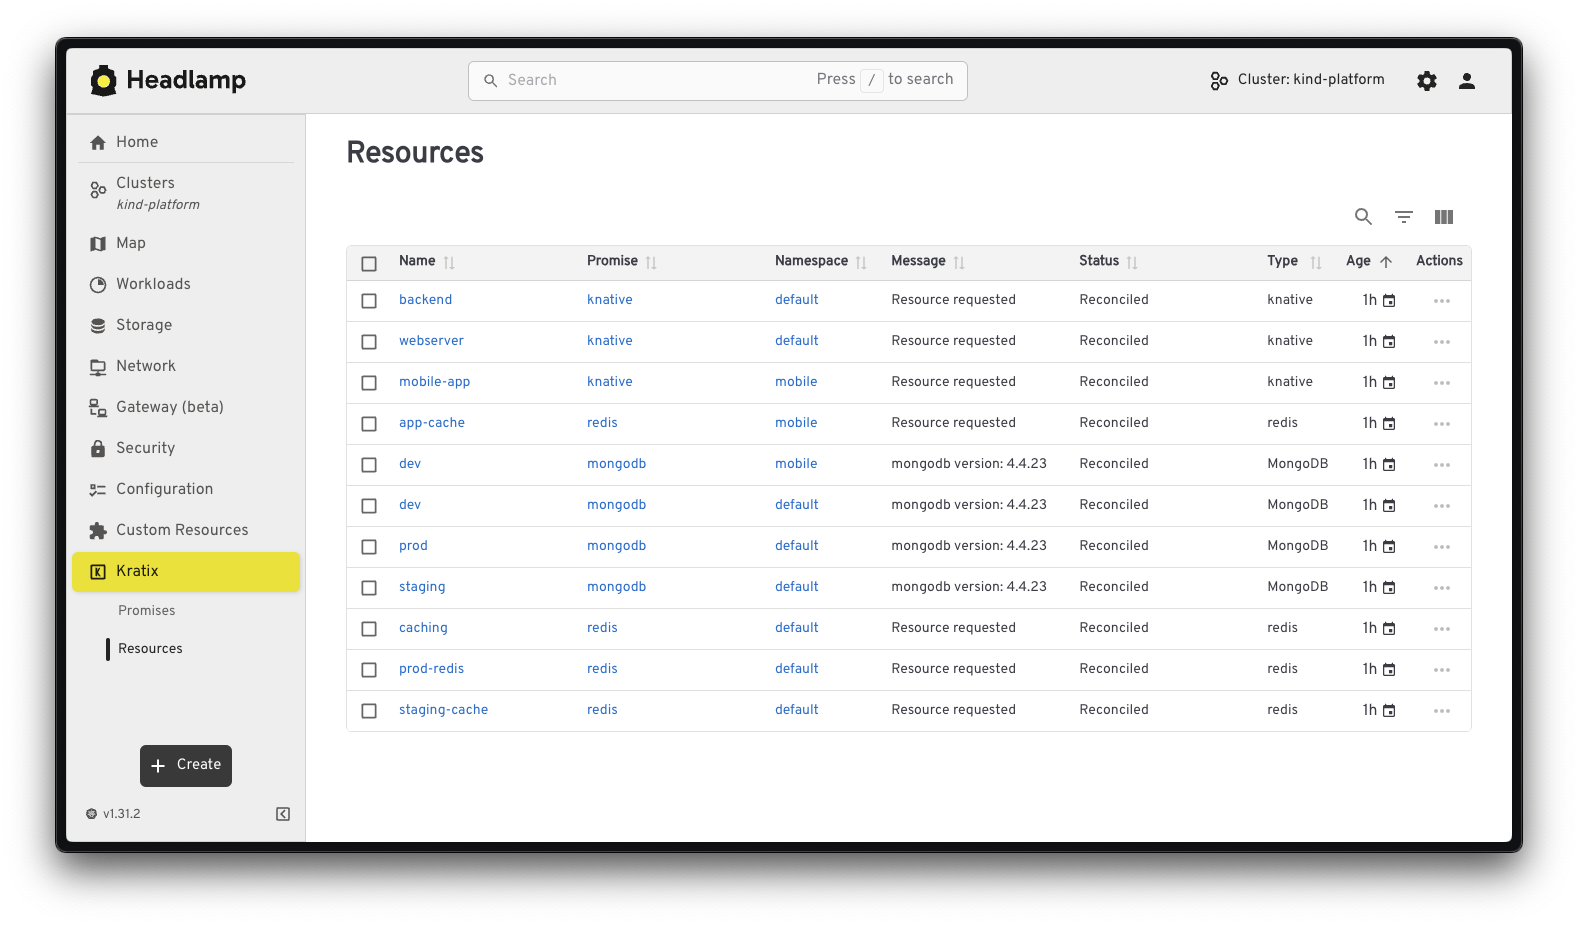 Headlamp
Search Press / to search
Cluster: kind-platform
Home
Clusters
kind-platform
Map
Workloads
Storage
Network
Gateway (beta)
Security
Configuration
Custom Resources
K Kratix
Promises
Resources
Create
v1.31.2
Resources
Name Promise Namespace Message Status Type Age Actions
backend knative default Resource requested Reconciled knative 1h
webserver knative default Resource requested Reconciled knative 1h
mobile-app knative mobile Resource requested Reconciled knative 1h
app-cache redis mobile Resource requested Reconciled redis 1h
dev mongodb mobile mongodb version: 4.4.23 Reconciled MongoDB 1h
dev mongodb default mongodb version: 4.4.23 Reconciled MongoDB 1h
prod mongodb default mongodb version: 4.4.23 Reconciled MongoDB 1h
staging mongodb default mongodb version: 4.4.23 Reconciled MongoDB 1h
caching redis default Resource requested Reconciled redis 1h
prod-redis redis default Resource requested Reconciled redis 1h
staging-cache redis default Resource requested Reconciled redis 1h